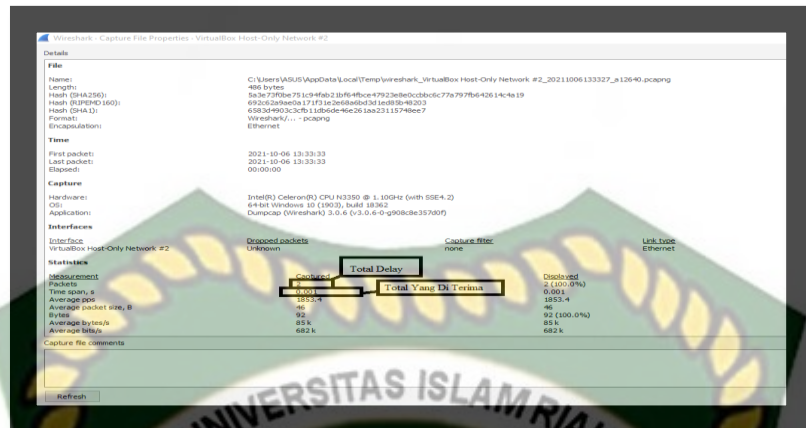 Wireshark - Capture File Properties - VirtualBox Host-Only Network #2
Details
File
Name: C:\Users\ASUS\AppData\Local\Temp\wireshark_VirtualBox Host-Only Network #2_20211006133327_a12640.pcapng
Length: 486 bytes
Hash (SHA256): 5a3e73f0be751c94fab21bf64fbce47923e8e0ccbbc6c77a797fb642614c4a19
Hash (RIPEMD160): 692c62a9ae0a171f31e2e68a6bd3d1ed85b48203
Hash (SHA1): 6583d4903c3cfb11db6de46e261aa23115748ee7
Format: Wireshark/... - pcapng
Encapsulation: Ethernet
Time
First packet: 2021-10-06 13:33:33
Last packet: 2021-10-06 13:33:33
Elapsed: 00:00:00
Capture
Hardware: Intel(R) Celeron(R) CPU N3350 @ 1.10GHz (with SSE4.2)
OS: 64-bit Windows 10 (1903), build 18362
Application: Dumpcap (Wireshark) 3.0.6 (v3.0.6-0-g908c8e357d0f)
Interfaces
Interface Dropped packets Capture filter Link type
VirtualBox Host-Only Network #2 Unknown none Ethernet
Statistics
Total Delay
Measurement Captured Displayed
Packets 2 2 (100.0%)
Time span, s 0.001 Total Yang Di Terima 0.001
Average pps 1853.4 1853.4
Average packet size, B 46 46
Bytes 92 92 (100.0%)
Average bytes/s 85 k 85 k
Average bits/s 682 k 682 k
Capture file comments
Refresh
UNIVERSITAS ISLAM RIAU